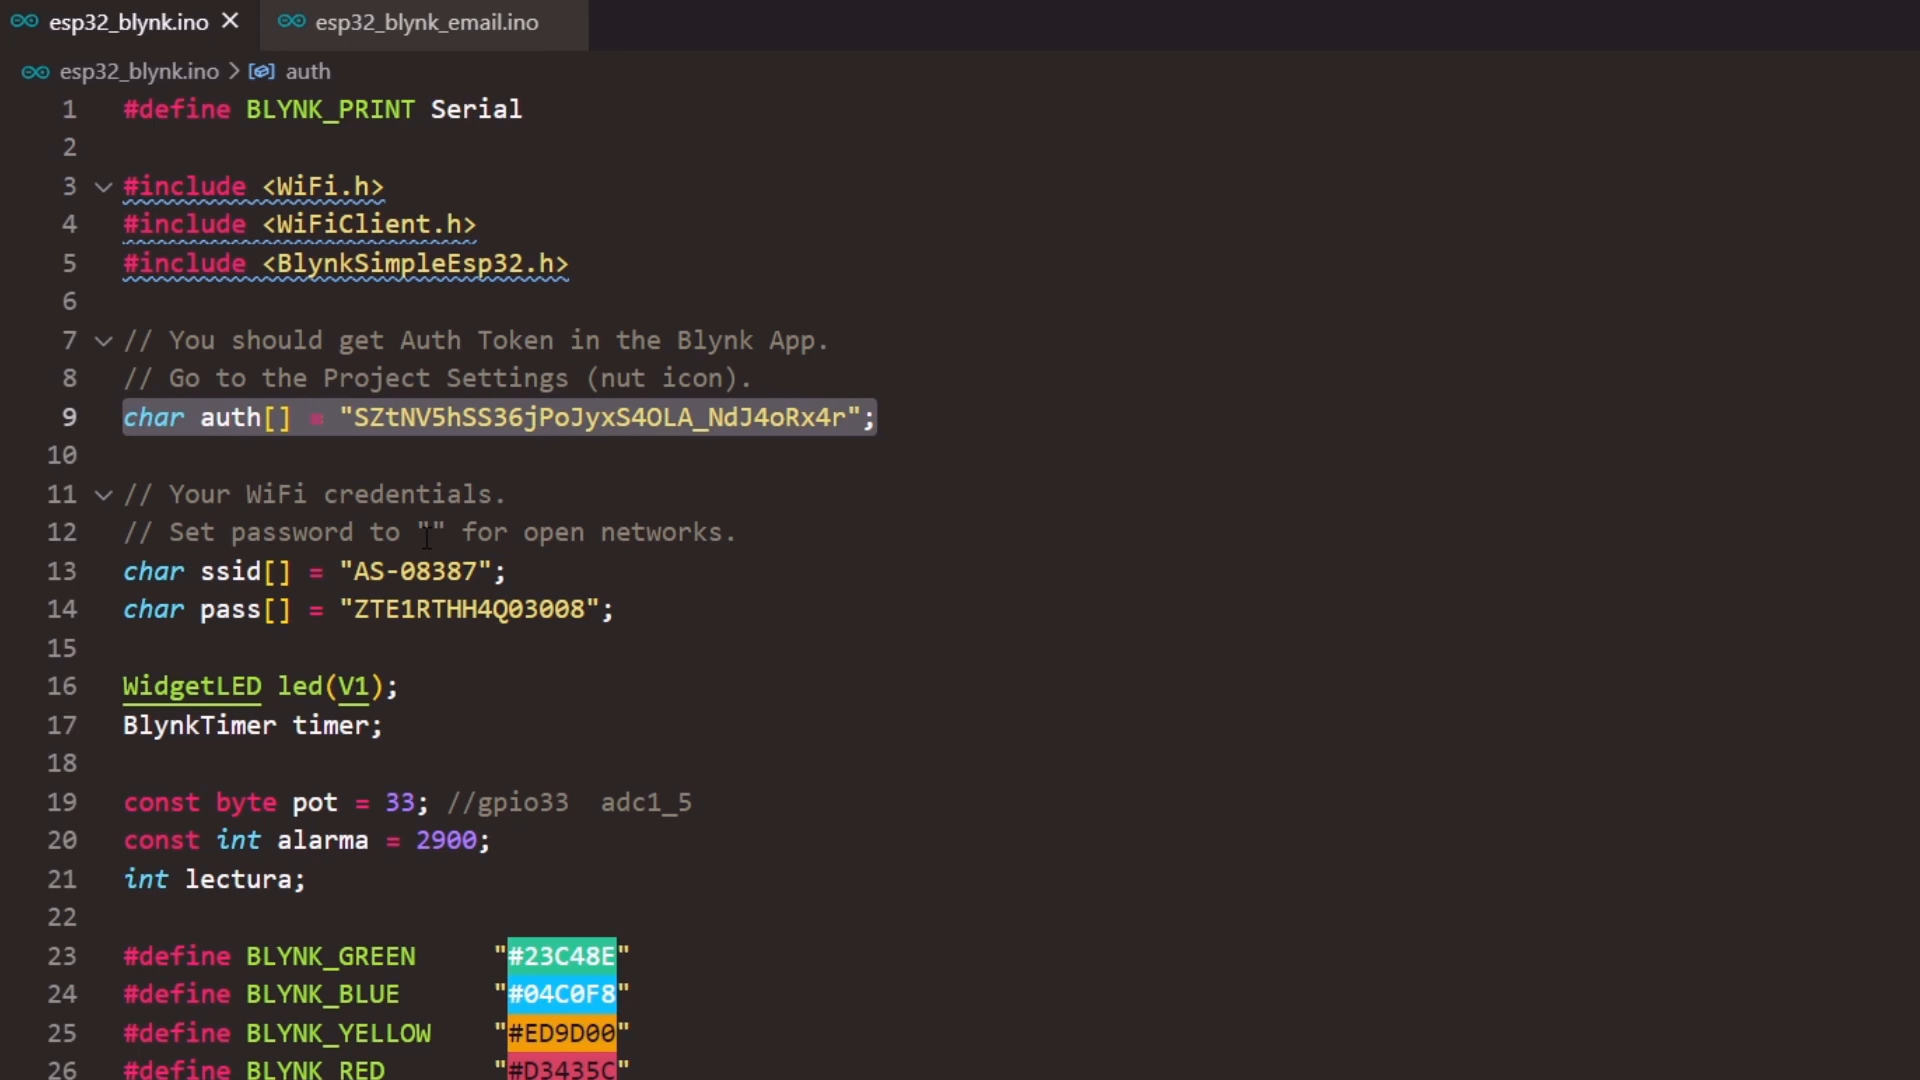 esp32_blynk.ino
esp32_blynk_email.ino
esp32_blynk.ino > auth
1 #define BLYNK_PRINT Serial
2
3 #include <WiFi.h>
4 #include <WiFiClient.h>
5 #include <BlynkSimpleEsp32.h>
6
7 // You should get Auth Token in the Blynk App.
8 // Go to the Project Settings (nut icon).
9 char auth[] = "SZtNV5hSS36jPoJyxS4OLA_NdJ4oRx4r";
10
11 // Your WiFi credentials.
12 // Set password to "" for open networks.
13 char ssid[] = "AS-08387";
14 char pass[] = "ZTE1RTHH4Q03008";
15
16 WidgetLED led(V1);
17 BlynkTimer timer;
18
19 const byte pot = 33; //gpio33  adc1_5
20 const int alarma = 2900;
21 int lectura;
22
23 #define BLYNK_GREEN     "#23C48E"
24 #define BLYNK_BLUE      "#04C0F8"
25 #define BLYNK_YELLOW    "#ED9D00"
26 #define BLYNK_RED       "#D3435C"